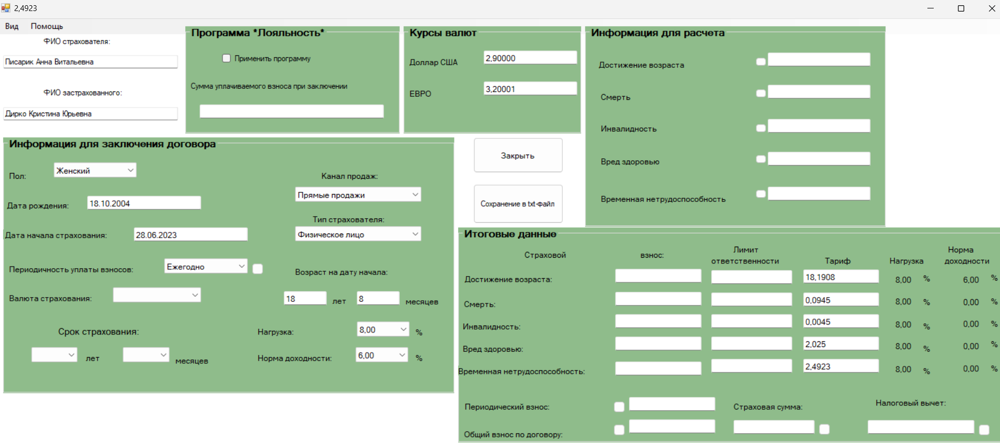 2,4923
Вид Помощь
ФИО страхователя:
Писарик Анна Витальевна
ФИО застрахованного:
Дирко Кристина Юрьевна
Программа *Лояльность*
Применить программу
Сумма уплачиваемого взноса при заключении
Курсы валют
Доллар США 2,90000
ЕВРО 3,20001
Информация для расчета
Достижение возраста
Смерть
Инвалидность
Вред здоровью
Временная нетрудоспособность
Информация для заключения договора
Пол: Женский
Дата рождения: 18.10.2004
Дата начала страхования: 28.06.2023
Периодичность уплаты взносов: Ежегодно
Валюта страхования:
Срок страхования:
лет месяцев
Канал продаж:
Прямые продажи
Тип страхователя:
Физическое лицо
Возраст на дату начала:
18 лет 8 месяцев
Нагрузка: 8,00 %
Норма доходности: 6,00 %
Закрыть
Сохранение в txt-файл
Итоговые данные
Страховой взнос: Лимит ответственности Тариф Нагрузка Норма доходности
Достижение возраста: 18,1908 8,00 % 6,00 %
Смерть: 0,0945 8,00 % 0,00 %
Инвалидность: 0,0045 8,00 % 0,00 %
Вред здоровью: 2,025 8,00 % 0,00 %
Временная нетрудоспособность: 2,4923 8,00 % 0,00 %
Периодический взнос: Страховая сумма: Налоговый вычет:
Общий взнос по договору: